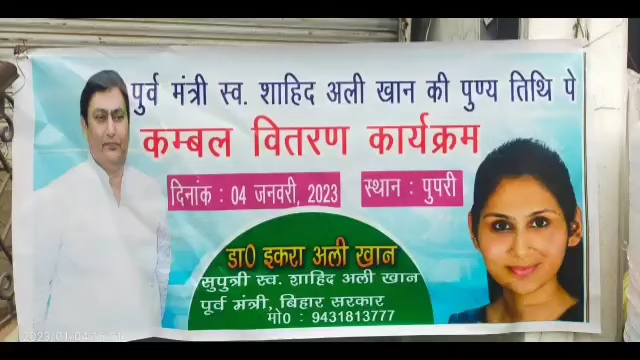 पुर्व मंत्री स्व. शाहिद अली खान की पुण्य तिथि पे
कम्बल वितरण कार्यक्रम
दिनांक : 04 जनवरी, 2023 स्थान : पुपरी
डा0 इकरा अली खान
सुपुत्री स्व. शाहिद अली खान
पूर्व मंत्री, बिहार सरकार
मो0 : 9431813777